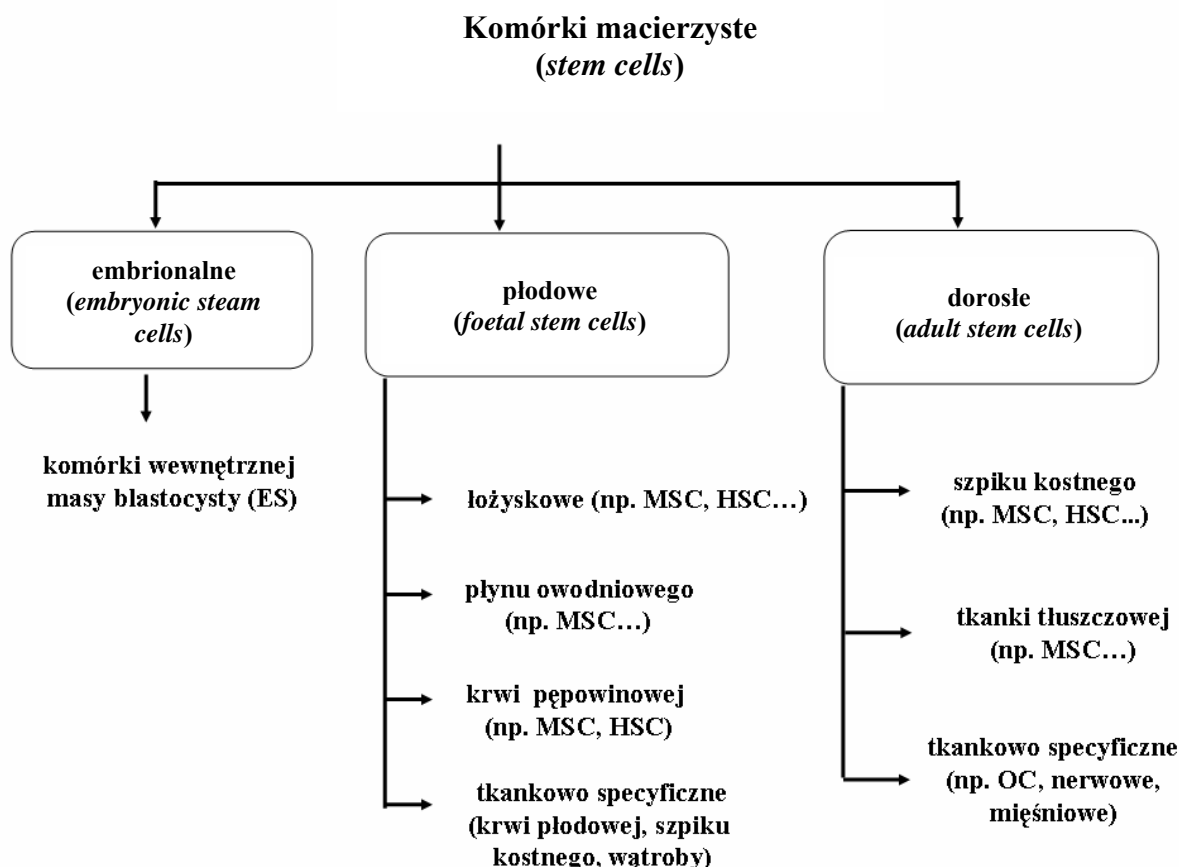 Komórki macierzyste
(stem cells)
embrionalne
(embryonic steam
cells)
komórki wewnętrznej
masy blastocysty (ES)
płodowe
(foetal stem cells)
łożyskowe (np. MSC, HSC…)
płynu owodniowego
(np. MSC…)
krwi pępowinowej
(np. MSC, HSC)
tkankowo specyficzne
(krwi płodowej, szpiku
kostnego, wątroby)
dorosłe
(adult stem cells)
szpiku kostnego
(np. MSC, HSC...)
tkanki tłuszczowej
(np. MSC…)
tkankowo specyficzne
(np. OC, nerwowe,
mięśniowe)